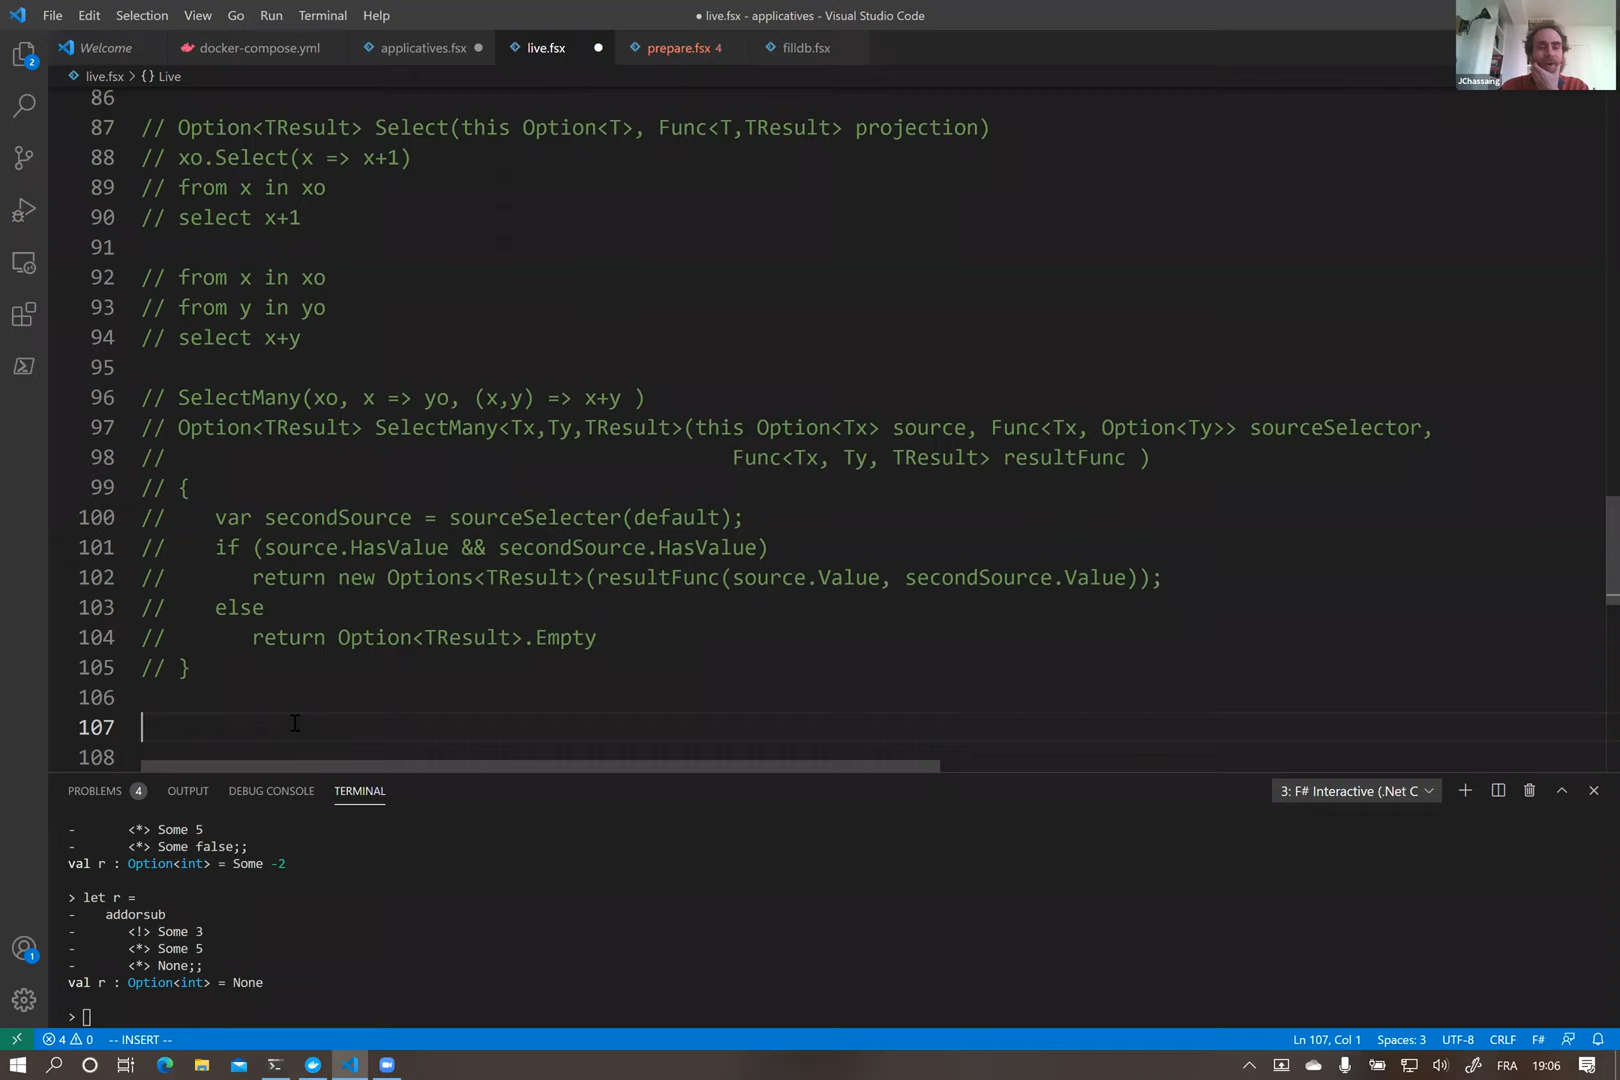 File Edit Selection View Go Run Terminal Help
● live.fsx - applicatives - Visual Studio Code
JChassaing
2
Welcome docker-compose.yml applicatives.fsx live.fsx prepare.fsx 4 filldb.fsx
live.fsx > {} Live
86
87 // Option<TResult> Select(this Option<T>, Func<T,TResult> projection)
88 // xo.Select(x => x+1)
89 // from x in xo
90 // select x+1
91
92 // from x in xo
93 // from y in yo
94 // select x+y
95
96 // SelectMany(xo, x => yo, (x,y) => x+y )
97 // Option<TResult> SelectMany<Tx,Ty,TResult>(this Option<Tx> source, Func<Tx, Option<Ty>> sourceSelector,
98 // Func<Tx, Ty, TResult> resultFunc )
99 // {
100 // var secondSource = sourceSelecter(default);
101 // if (source.HasValue && secondSource.HasValue)
102 // return new Options<TResult>(resultFunc(source.Value, secondSource.Value));
103 // else
104 // return Option<TResult>.Empty
105 // }
106
107
108
PROBLEMS 4 OUTPUT DEBUG CONSOLE TERMINAL 3: F# Interactive (.Net C
- <*> Some 5
- <*> Some false;;
val r : Option<int> = Some -2
> let r =
- addorsub
- <!> Some 3
- <*> Some 5
- <*> None;;
val r : Option<int> = None
>
1
4 0 -- INSERT -- Ln 107, Col 1 Spaces: 3 UTF-8 CRLF F#
FRA 19:06